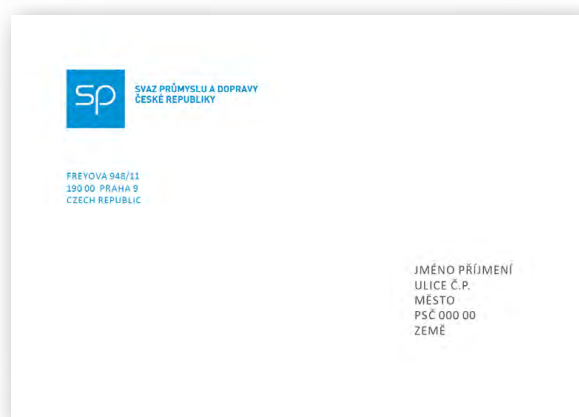 sp
SVAZ PRŮMYSLU A DOPRAVY
ČESKÉ REPUBLIKY
FREYOVA 948/11
190 00 PRAHA 9
CZECH REPUBLIC
JMÉNO PŘÍJMENÍ
ULICE Č.P.
MĚSTO
PSČ 000 00
ZEMĚ